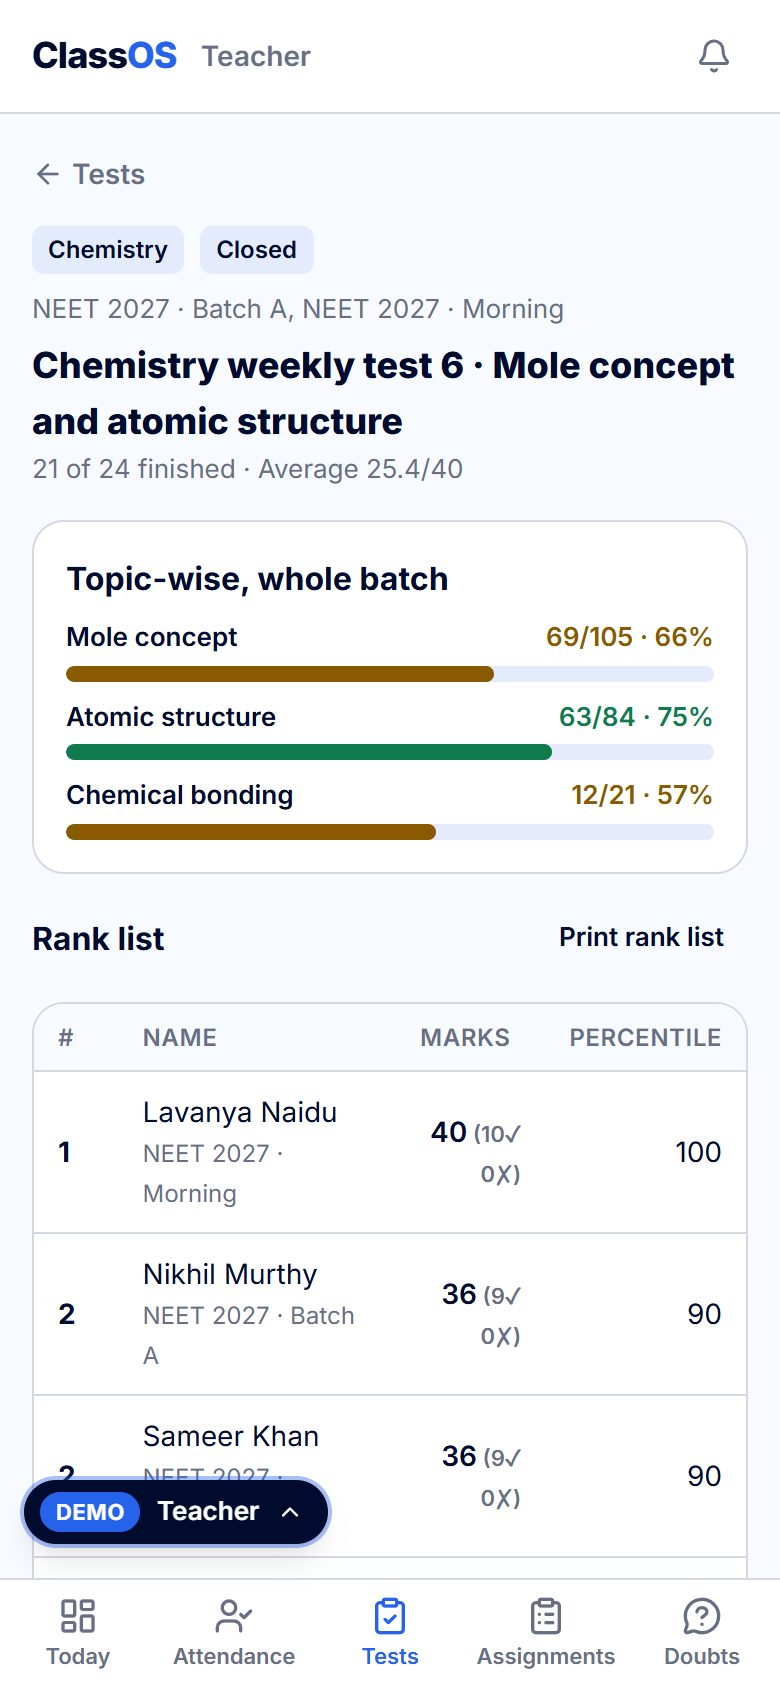 ClassOS Teacher
← Tests
Chemistry Closed
NEET 2027 · Batch A, NEET 2027 · Morning
Chemistry weekly test 6 · Mole concept
and atomic structure
21 of 24 finished · Average 25.4/40
Topic-wise, whole batch
Mole concept 69/105 · 66%
Atomic structure 63/84 · 75%
Chemical bonding 12/21 · 57%
Rank list Print rank list
# NAME MARKS PERCENTILE
1 Lavanya Naidu 40 (10✓ 0✗) 100
NEET 2027 ·
Morning
2 Nikhil Murthy 36 (9✓ 0✗) 90
NEET 2027 · Batch
A
2 Sameer Khan 36 (9✓ 0✗) 90
NEET 2027 ·
DEMO Teacher
Today Attendance Tests Assignments Doubts